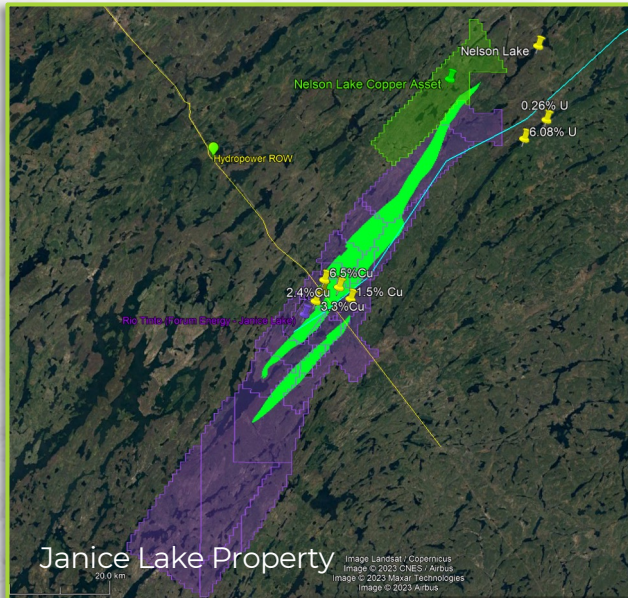 Nelson Lake
Nelson Lake Copper Asset
0.26% U
6.08% U
Hydropower ROW
6.5%Cu
2.4%Cu
1.5% Cu
3.3%Cu
Rio Tinto (Forum Energy - Janice Lake)
Janice Lake Property
20.0 km
Image Landsat / Copernicus
Image © 2023 CNES / Airbus
Image © 2023 Maxar Technologies
Image © 2023 Airbus